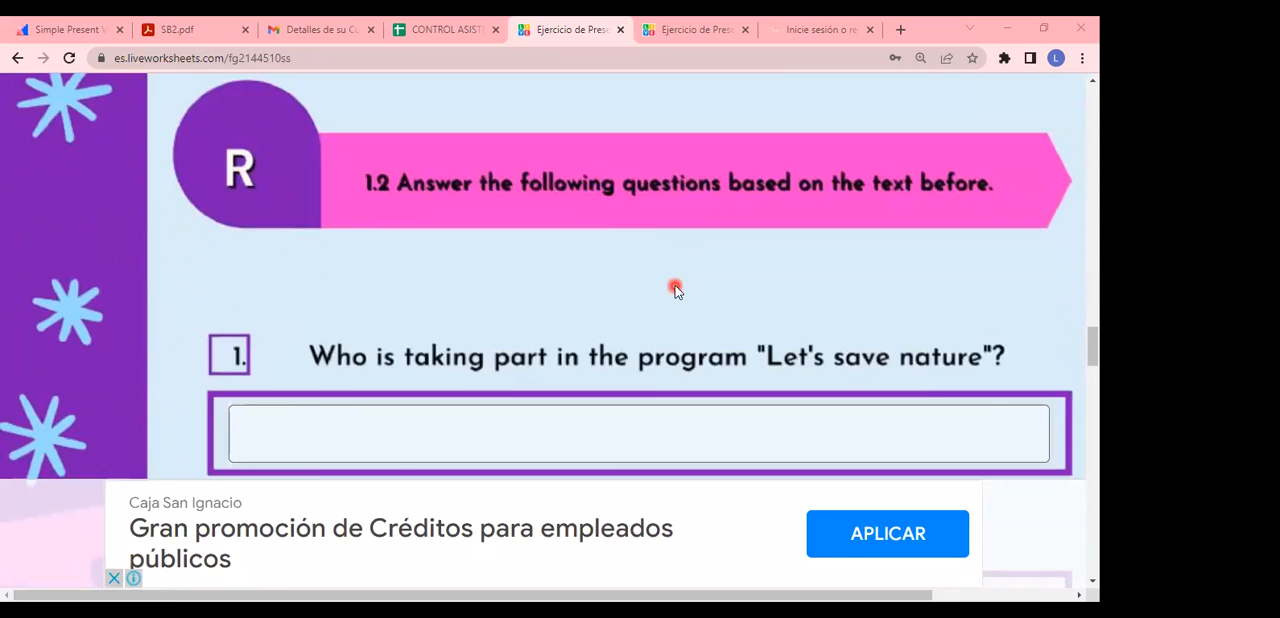 Simple Present V
SB2.pdf
Detalles de su Cu
CONTROL ASIST
Ejercicio de Prese
Ejercicio de Prese
Inicie sesión o re
es.liveworksheets.com/fg2144510ss
L
R
1.2 Answer the following questions based on the text before.
1.
Who is taking part in the program "Let's save nature"?
Caja San Ignacio
Gran promoción de Créditos para empleados
públicos
APLICAR